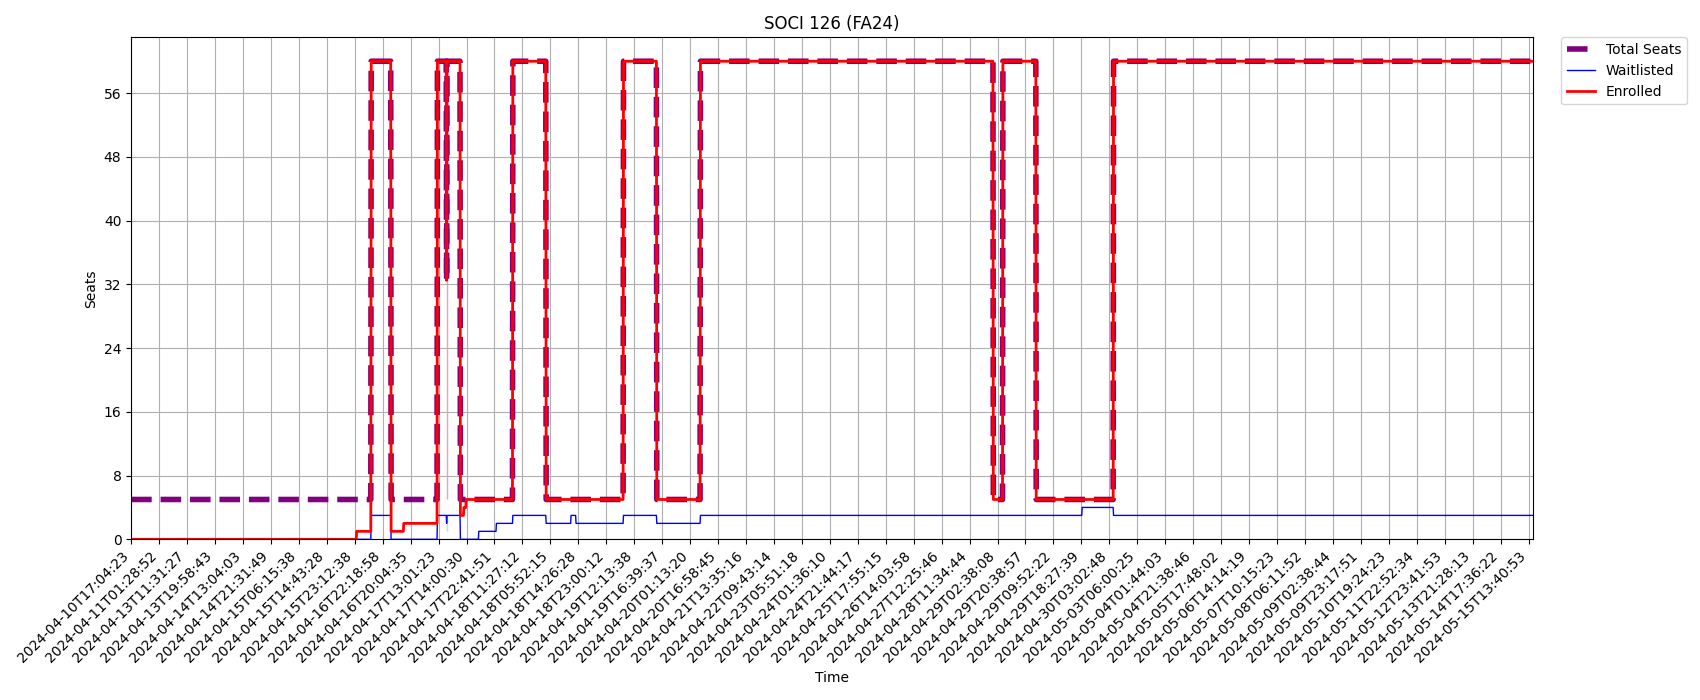 SOCI 126 (FA24)
Total Seats
Waitlisted
Enrolled
Seats
56
48
40
32
24
16
8
0
2024-04-10T17:04:23
2024-04-11T01:28:52
2024-04-13T11:31:27
2024-04-13T19:58:43
2024-04-14T13:04:03
2024-04-14T21:31:49
2024-04-15T06:15:38
2024-04-15T14:43:28
2024-04-15T23:12:38
2024-04-16T22:18:58
2024-04-16T20:04:35
2024-04-17T13:01:23
2024-04-17T14:00:30
2024-04-17T22:41:51
2024-04-18T11:27:12
2024-04-18T05:52:15
2024-04-18T14:26:28
2024-04-18T23:00:12
2024-04-19T12:13:38
2024-04-19T16:39:37
2024-04-20T01:13:20
2024-04-20T16:58:45
2024-04-21T11:35:16
2024-04-22T09:43:14
2024-04-23T05:51:18
2024-04-24T01:36:10
2024-04-24T21:44:17
2024-04-25T17:55:15
2024-04-26T14:03:58
2024-04-27T12:25:46
2024-04-28T11:34:44
2024-04-29T02:38:08
2024-04-29T20:38:57
2024-04-29T09:52:22
2024-04-29T18:27:39
2024-04-30T03:02:48
2024-05-03T06:00:25
2024-05-04T01:44:03
2024-05-04T21:38:46
2024-05-05T17:48:02
2024-05-06T14:14:19
2024-05-07T10:15:23
2024-05-08T06:11:52
2024-05-09T02:38:44
2024-05-09T23:17:51
2024-05-10T19:24:23
2024-05-11T22:52:34
2024-05-12T23:41:53
2024-05-13T21:28:13
2024-05-14T17:36:22
2024-05-15T13:40:53
Time